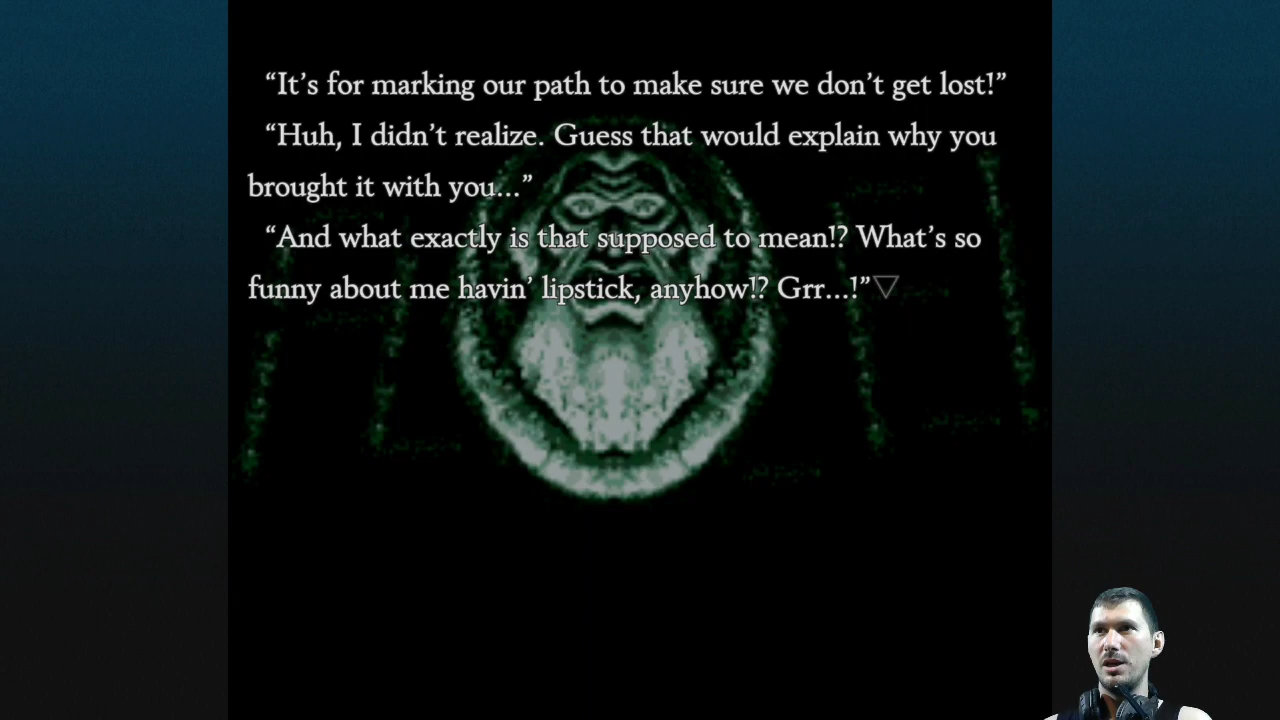 “It’s for marking our path to make sure we don’t get lost!”
“Huh, I didn’t realize. Guess that would explain why you
brought it with you...”
“And what exactly is that supposed to mean!? What’s so
funny about me havin’ lipstick, anyhow!? Grr...!”▽